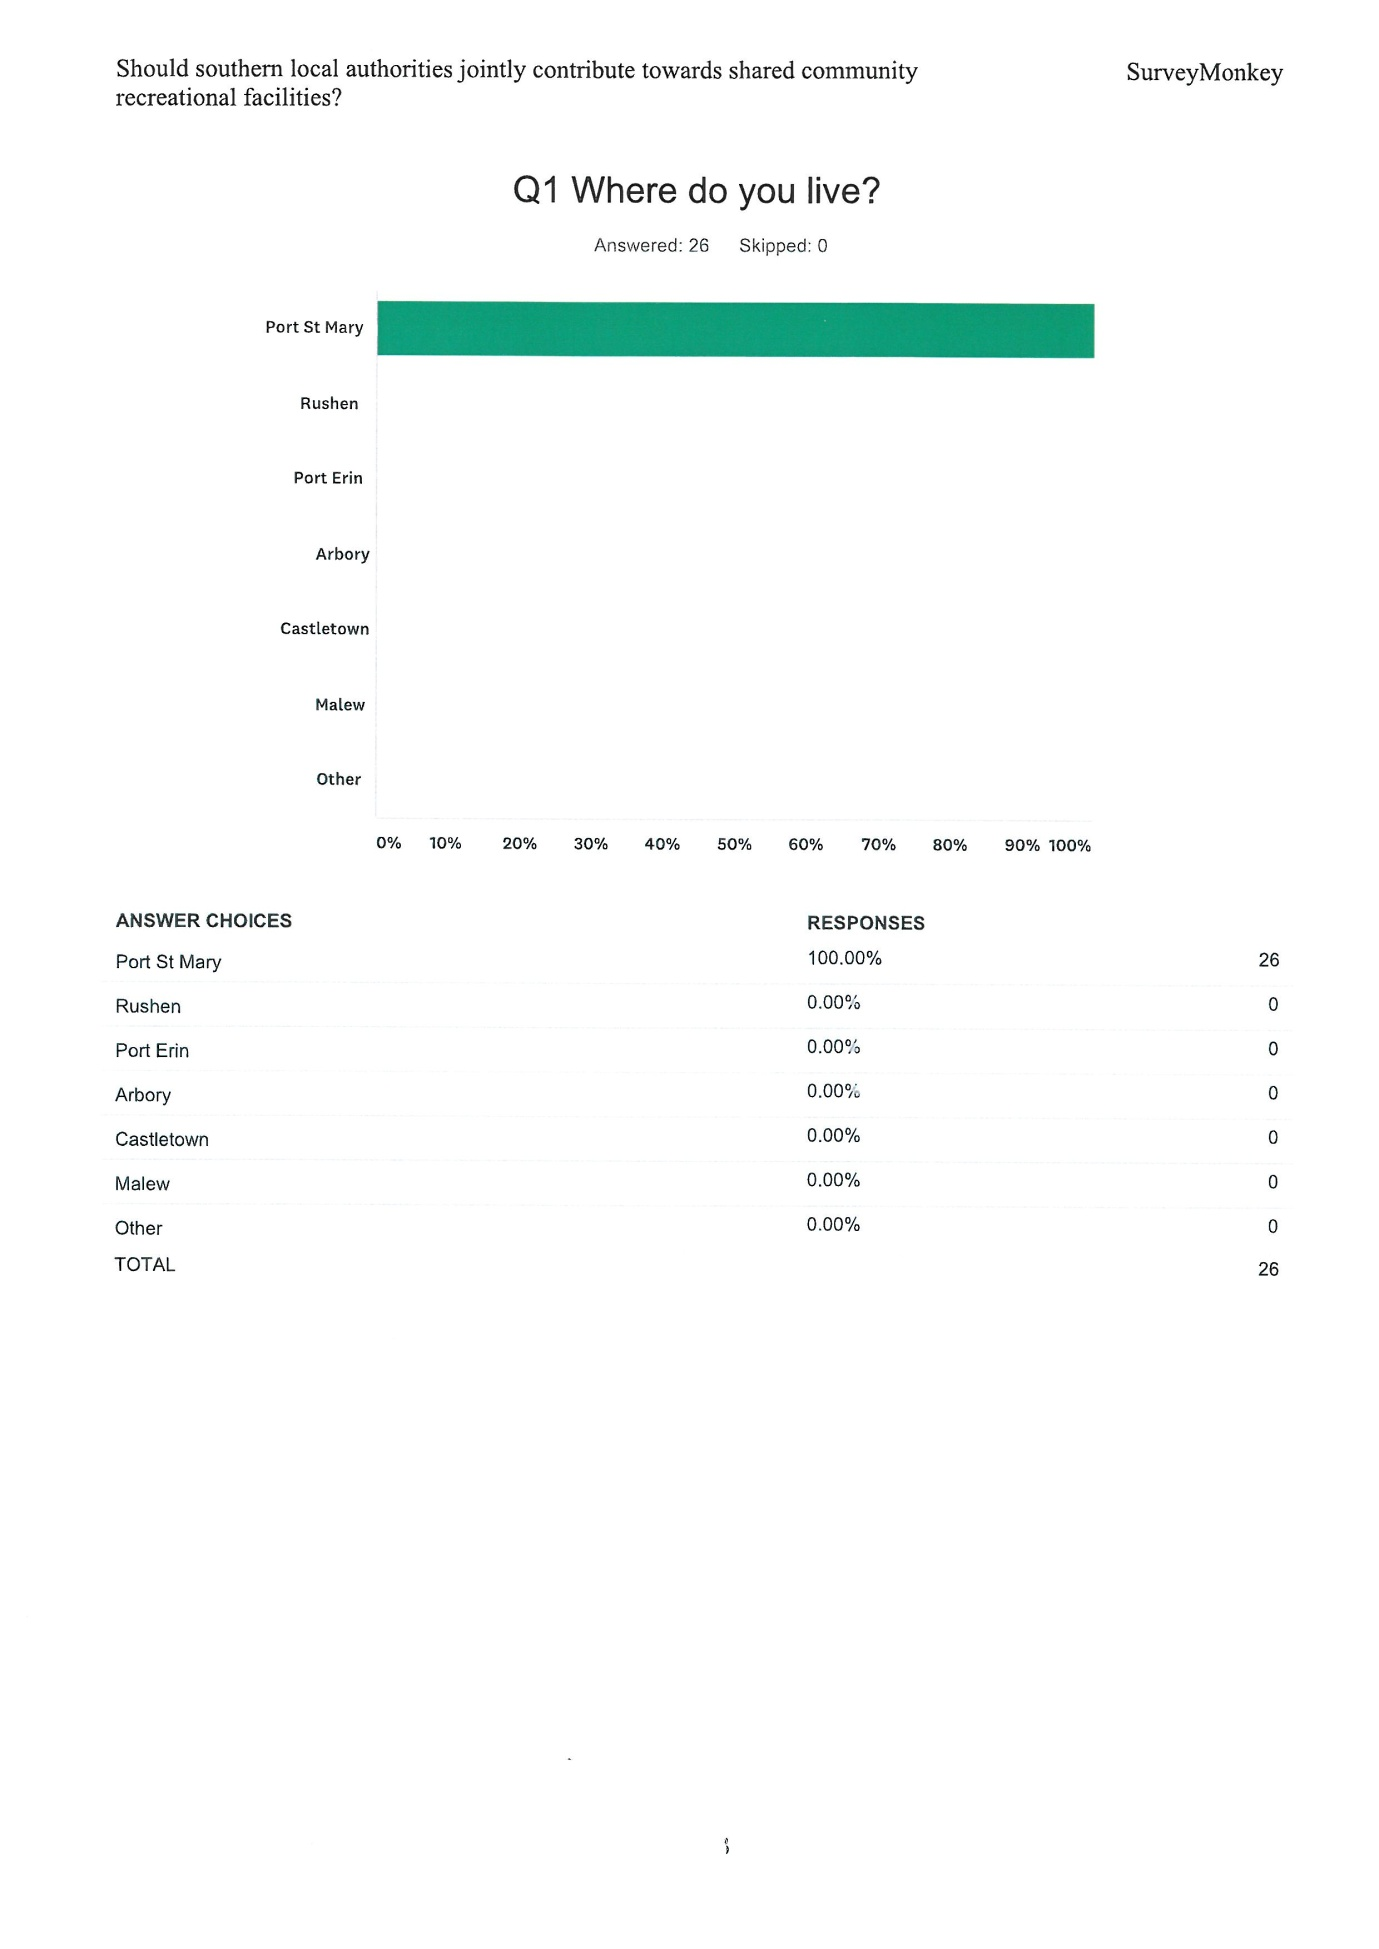 Should southern local authorities jointly contribute towards shared community
recreational facilities?
SurveyMonkey
Q1 Where do you live?
Answered: 26 Skipped: 0
Port St Mary
Rushen
Port Erin
Arbory
Castletown
Malew
Other
0% 10% 20% 30% 40% 50% 60% 70% 80% 90% 100%
ANSWER CHOICES RESPONSES
Port St Mary 100.00% 26
Rushen 0.00% 0
Port Erin 0.00% 0
Arbory 0.00% 0
Castletown 0.00% 0
Malew 0.00% 0
Other 0.00% 0
TOTAL 26